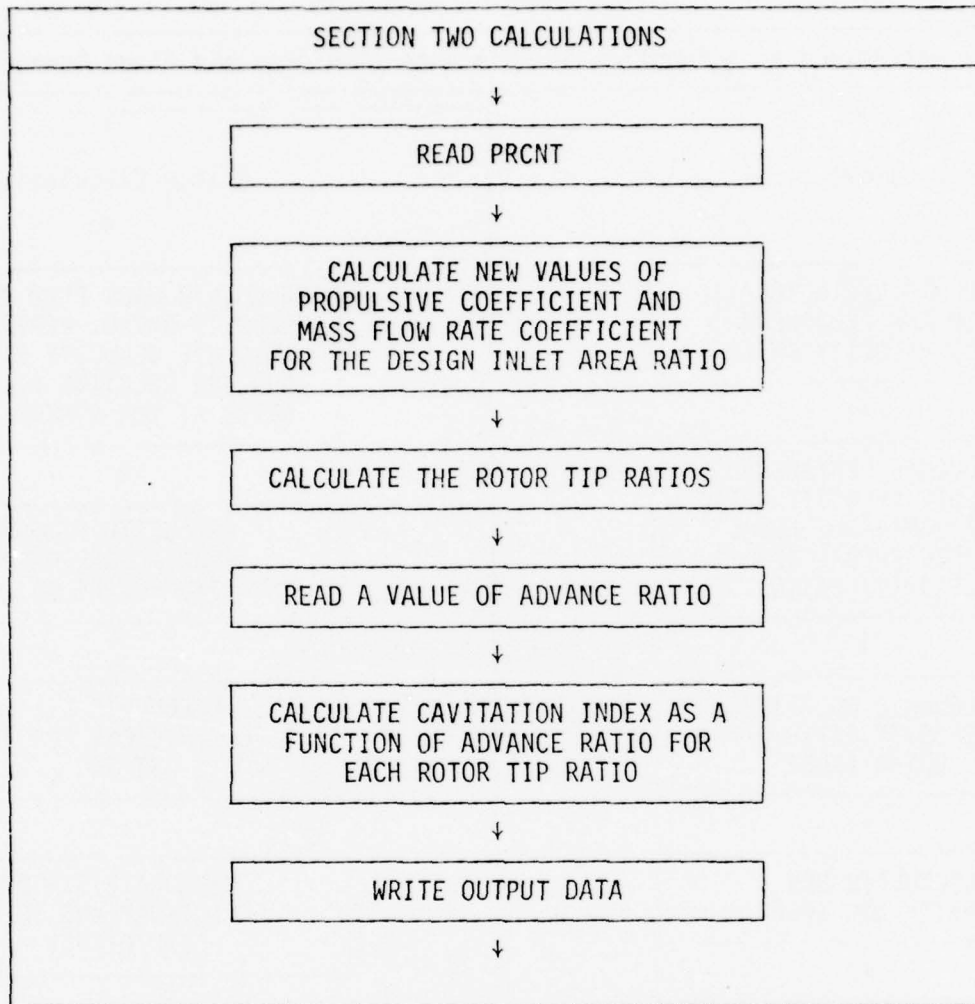 SECTION TWO CALCULATIONS
↓
READ PRCNT
↓
CALCULATE NEW VALUES OF
PROPULSIVE COEFFICIENT AND
MASS FLOW RATE COEFFICIENT
FOR THE DESIGN INLET AREA RATIO
↓
CALCULATE THE ROTOR TIP RATIOS
↓
READ A VALUE OF ADVANCE RATIO
↓
CALCULATE CAVITATION INDEX AS A
FUNCTION OF ADVANCE RATIO FOR
EACH ROTOR TIP RATIO
↓
WRITE OUTPUT DATA
↓